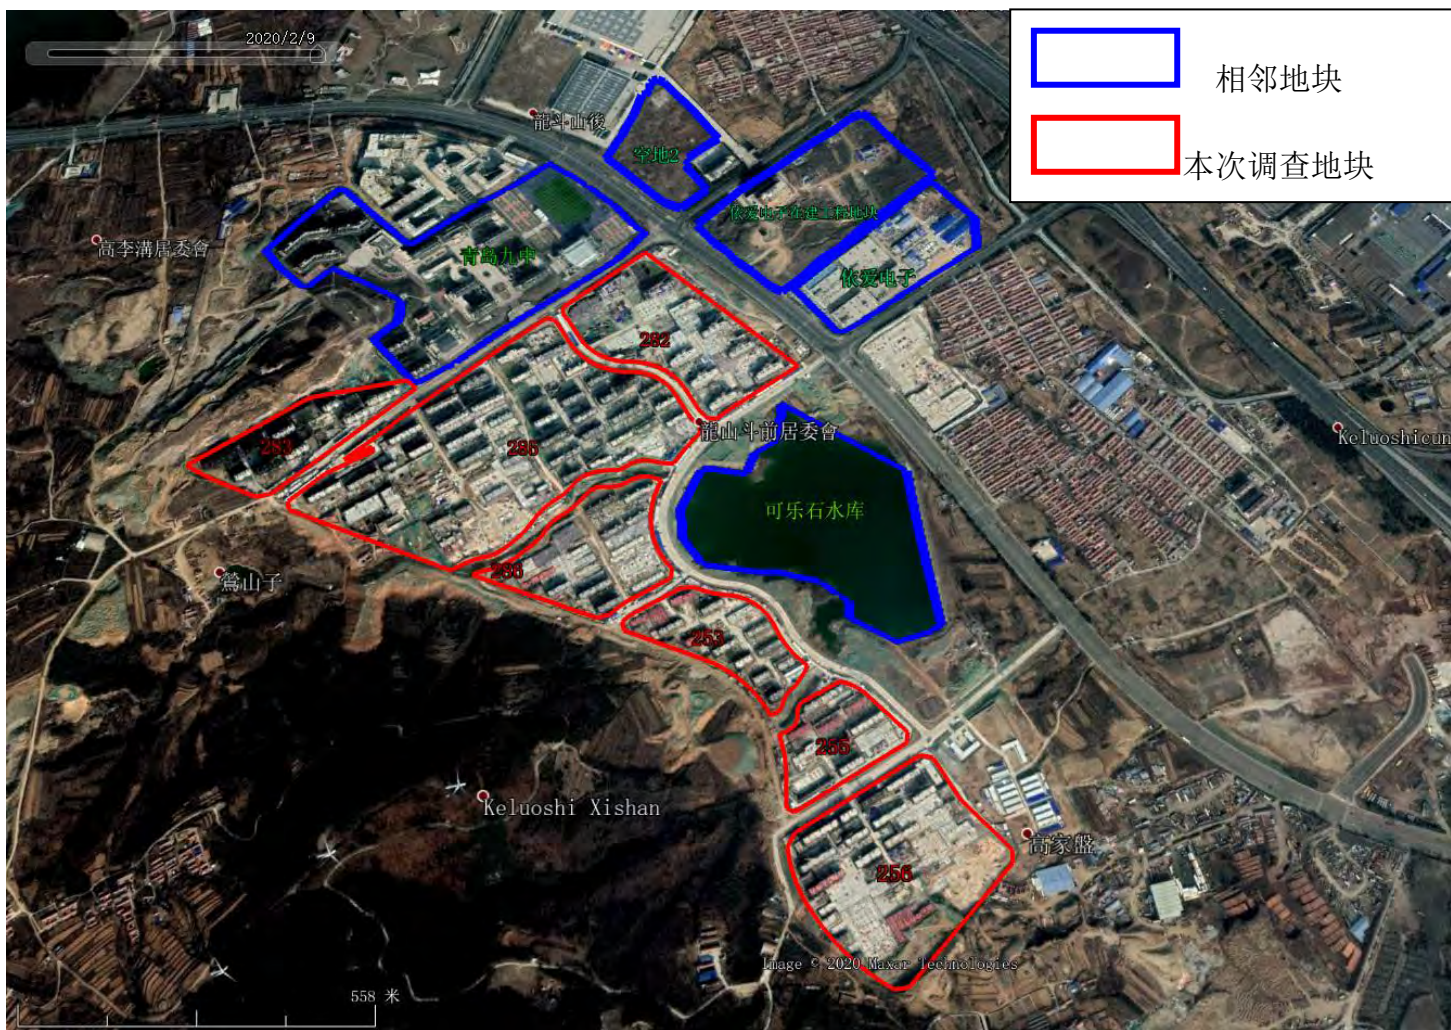 2020/2/9
相邻地块
本次调查地块
龍斗山後
空地2
依爱电子在建工程地块
高李溝居委會
青岛九中
依爱电子
282
龍山斗前居委會
Keluoshicun
283
285
可乐石水库
286
鶯山子
253
255
Keluoshi Xishan
高家盤
256
Image © 2020 Maxar Technologies
558 米